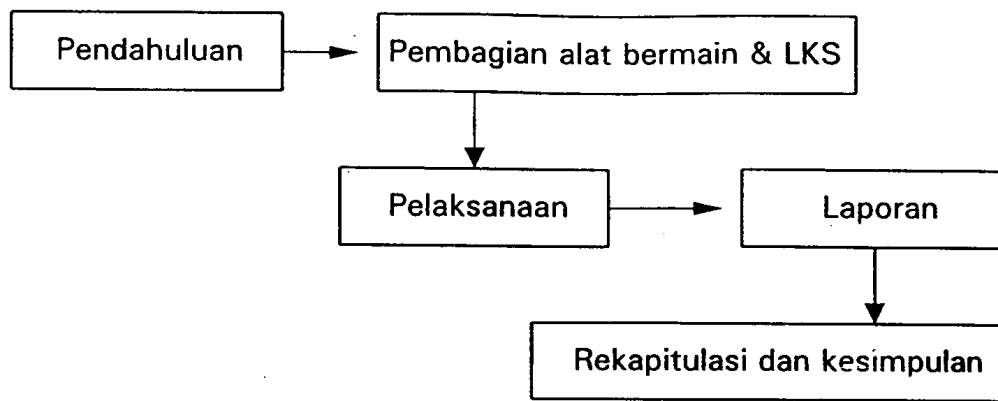 Pendahuluan
Pembagian alat bermain & LKS
Pelaksanaan
Laporan
Rekapitulasi dan kesimpulan